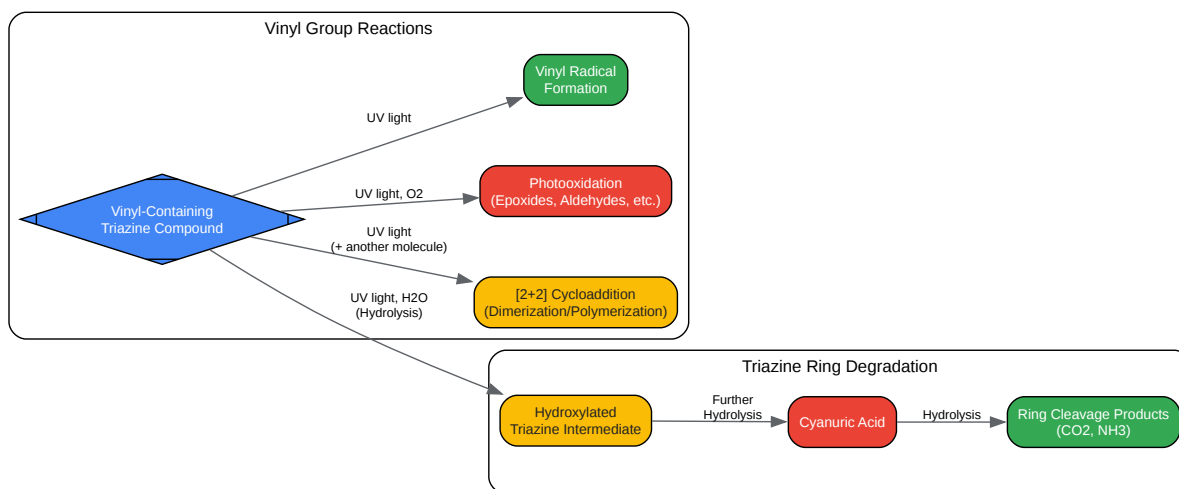 Vinyl Group Reactions
Vinyl Radical
Formation
UV light
Photooxidation
(Epoxides, Aldehydes, etc.)
UV light, O2
Vinyl-Containing
Triazine Compound
UV light
(+ another molecule)
[2+2] Cycloaddition
(Dimerization/Polymerization)
UV light, H2O
(Hydrolysis)
Triazine Ring Degradation
Hydroxylated
Triazine Intermediate
Further
Hydrolysis
Cyanuric Acid
Hydrolysis
Ring Cleavage Products
(CO2, NH3)